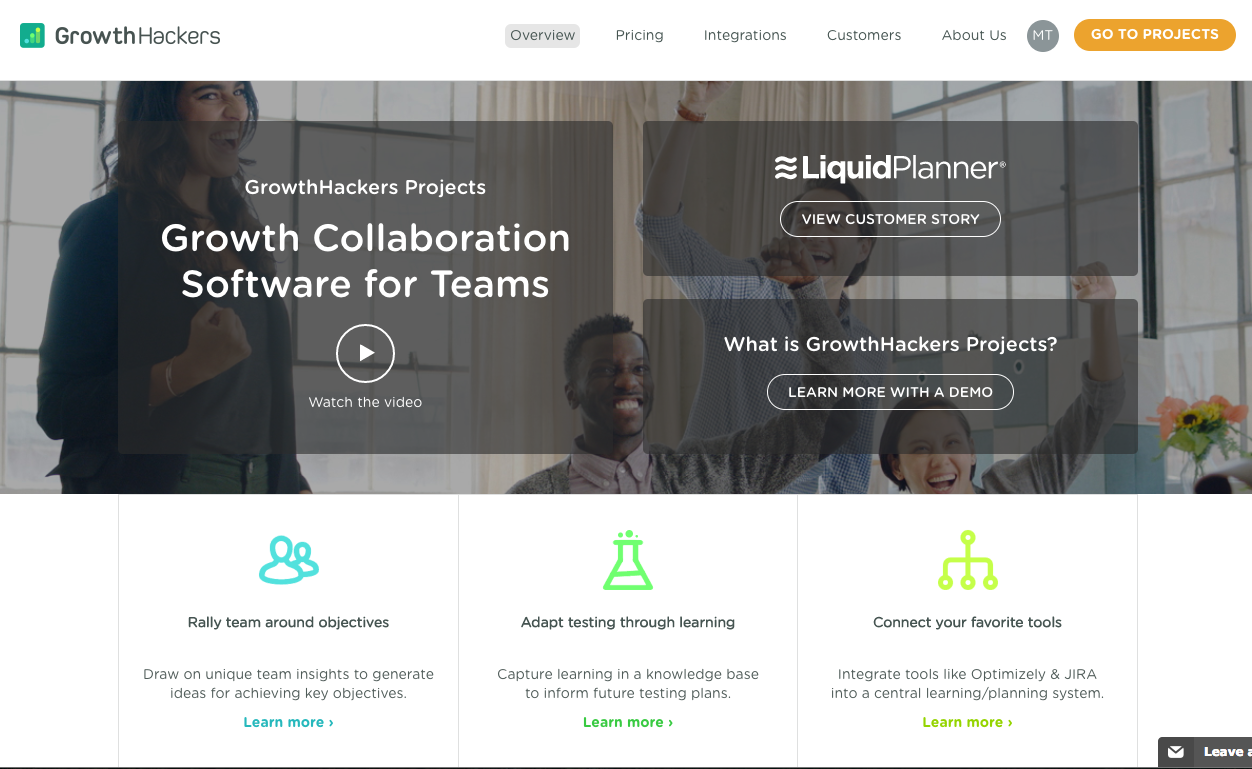 GrowthHackers
Overview
Pricing
Integrations
Customers
About Us
MT
GO TO PROJECTS
GrowthHackers Projects
Growth Collaboration
Software for Teams
Watch the video
LiquidPlanner®
VIEW CUSTOMER STORY
What is GrowthHackers Projects?
LEARN MORE WITH A DEMO
Rally team around objectives
Draw on unique team insights to generate
ideas for achieving key objectives.
Learn more ›
Adapt testing through learning
Capture learning in a knowledge base
to inform future testing plans.
Learn more ›
Connect your favorite tools
Integrate tools like Optimizely & JIRA
into a central learning/planning system.
Learn more ›
Leave a